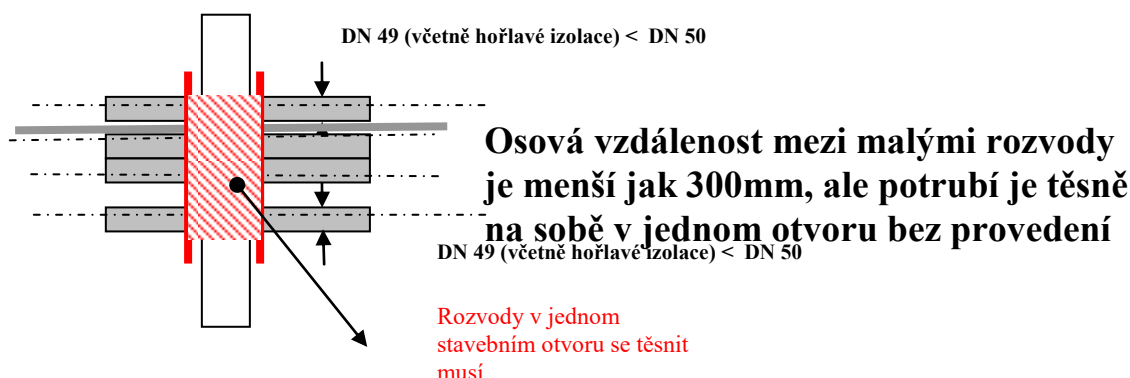 DN 49 (včetně hořlavé izolace) < DN 50
Osová vzdálenost mezi malými rozvody
je menší jak 300mm, ale potrubí je těsně
na sobě v jednom otvoru bez provedení
DN 49 (včetně hořlavé izolace) < DN 50
Rozvody v jednom
stavebním otvoru se těsnit
musí